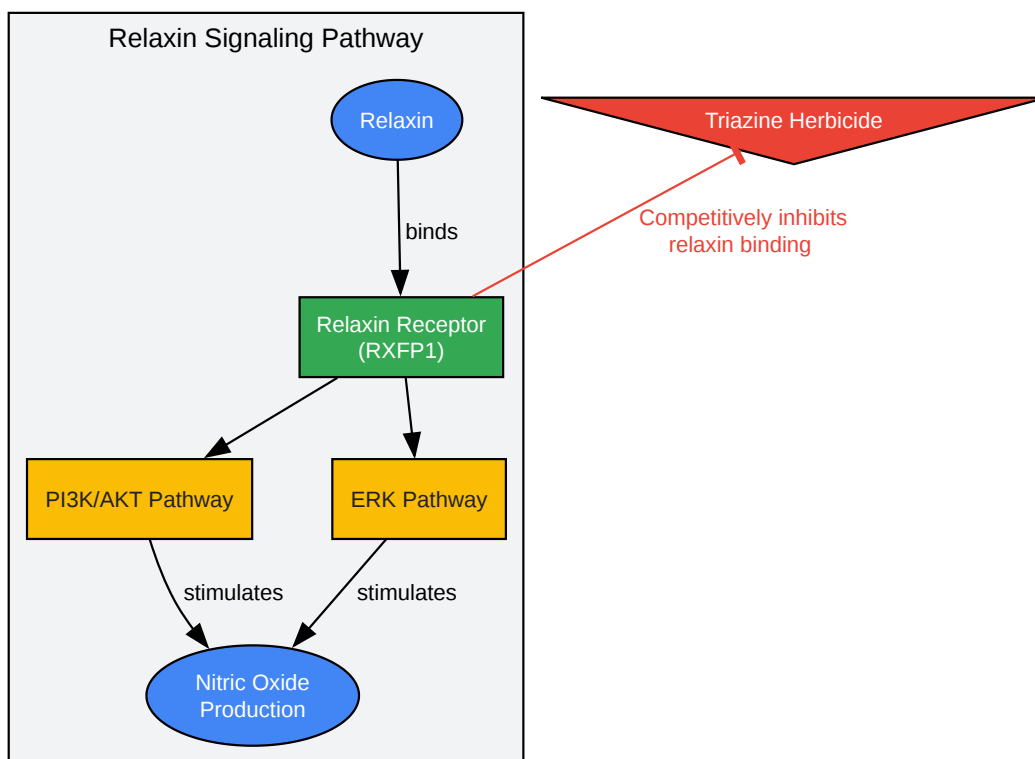 Relaxin Signaling Pathway
Relaxin
Triazine Herbicide
binds
Competitively inhibits
relaxin binding
Relaxin Receptor
(RXFP1)
PI3K/AKT Pathway
ERK Pathway
stimulates
stimulates
Nitric Oxide
Production